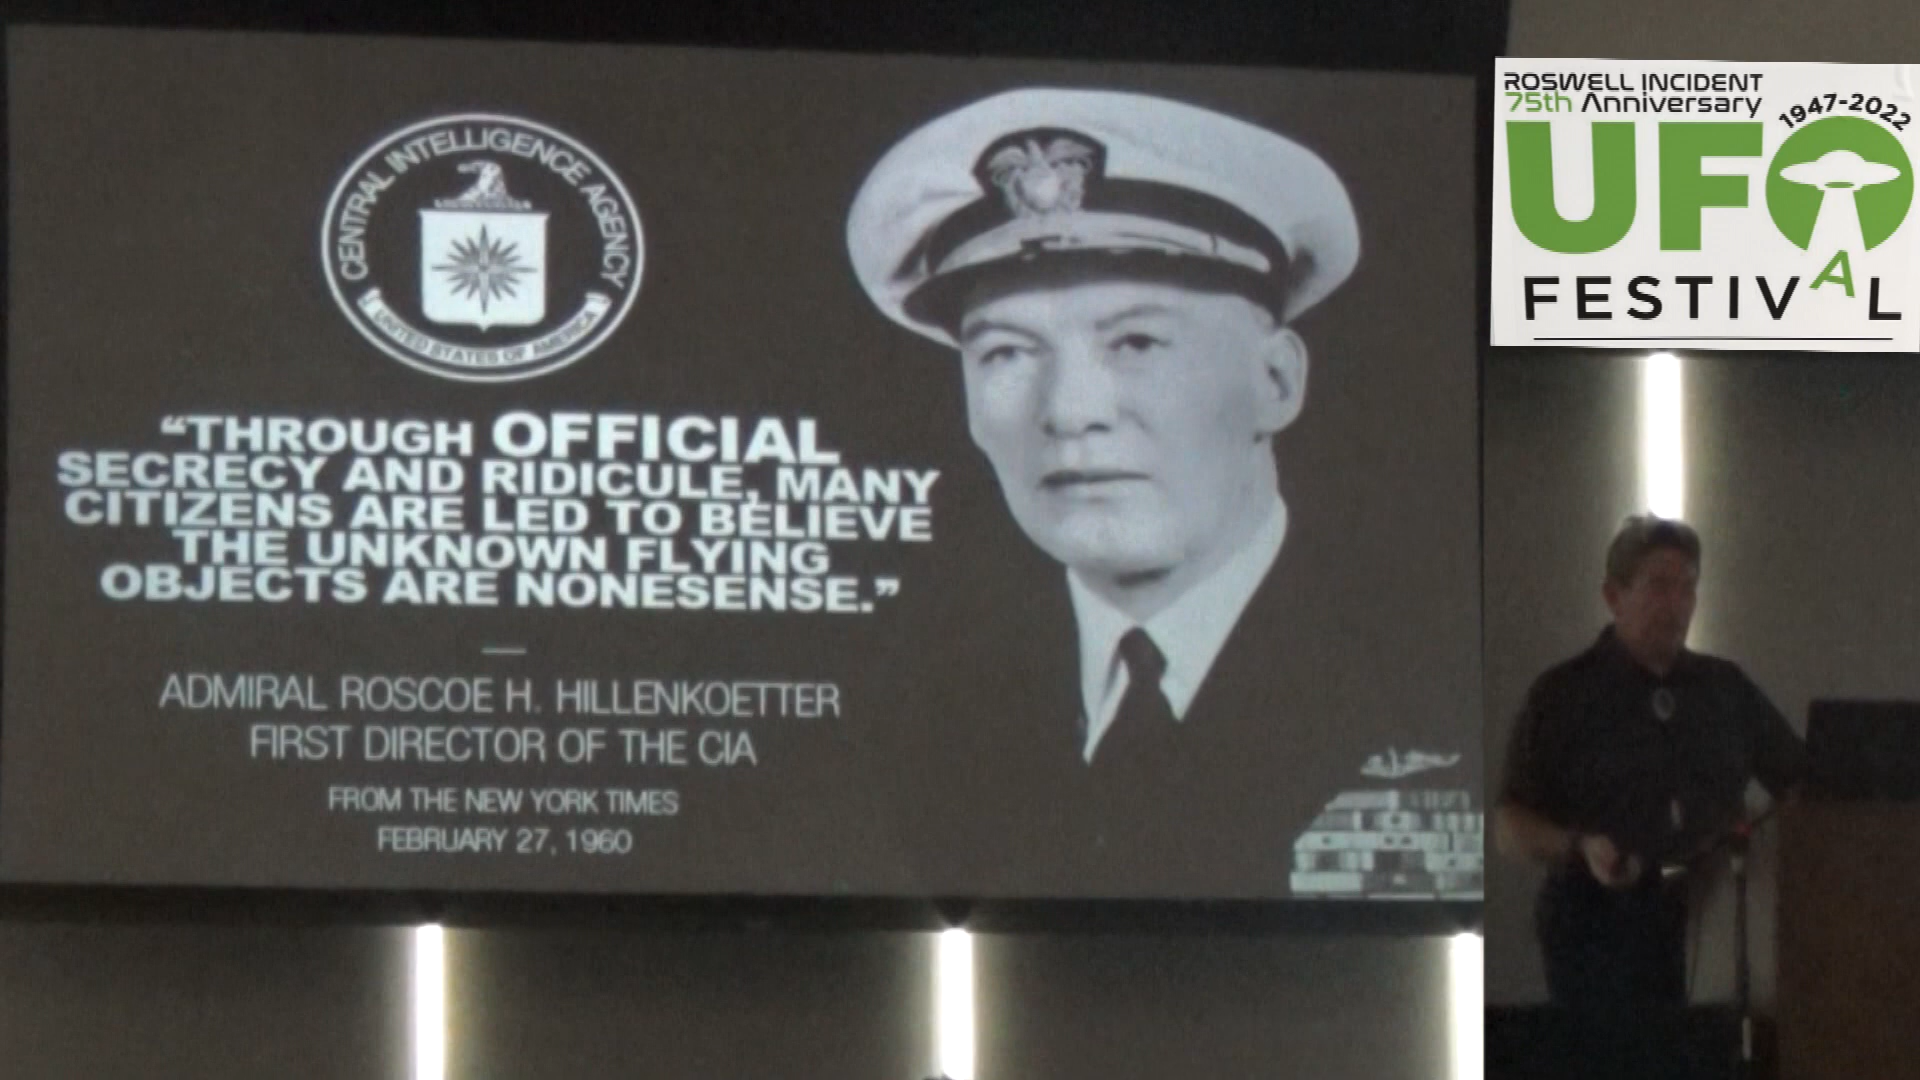 CENTRAL INTELLIGENCE AGENCY
UNITED STATES OF AMERICA
“THROUGH OFFICIAL
SECRECY AND RIDICULE, MANY
CITIZENS ARE LED TO BELIEVE
THE UNKNOWN FLYING
OBJECTS ARE NONESENSE.”
ADMIRAL ROSCOE H. HILLENKOETTER
FIRST DIRECTOR OF THE CIA
FROM THE NEW YORK TIMES
FEBRUARY 27, 1960
ROSWELL INCIDENT
75th Anniversary
1947-2022
UFO
FESTIVAL